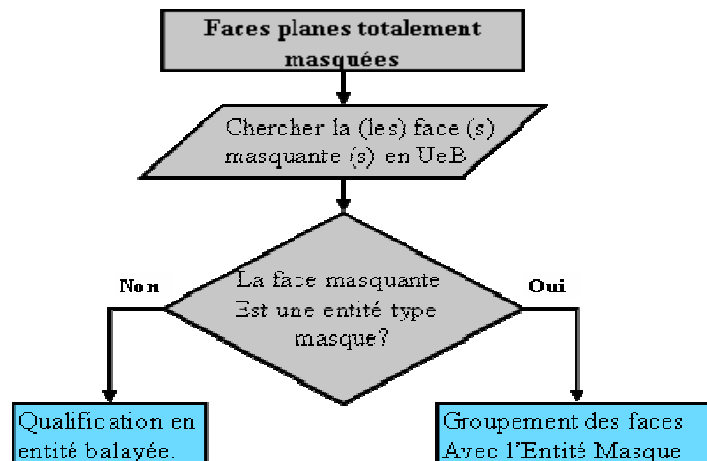 Faces planes totalement
masquées
Chercher la (les) face (s)
masquante (s) en UeB
La face masquante
Est une entité type
masque?
Non
Oui
Qualification en
entité balayée.
Groupement des faces
Avec l'Entité Masque